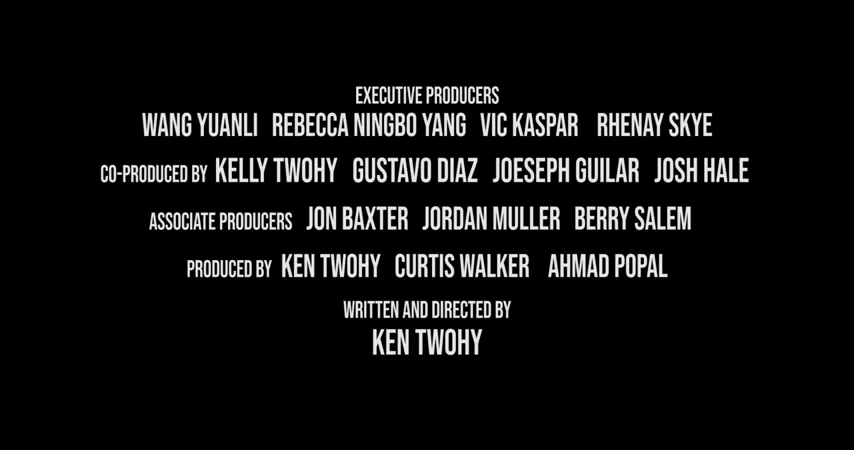 EXECUTIVE PRODUCERS
WANG YUANLI REBECCA NINGBO YANG VIC KASPAR RHENAY SKYE
CO-PRODUCED BY KELLY TWOHY GUSTAVO DIAZ JOESEPH GUILAR JOSH HALE
ASSOCIATE PRODUCERS JON BAXTER JORDAN MULLER BERRY SALEM
PRODUCED BY KEN TWOHY CURTIS WALKER AHMAD POPAL
WRITTEN AND DIRECTED BY
KEN TWOHY